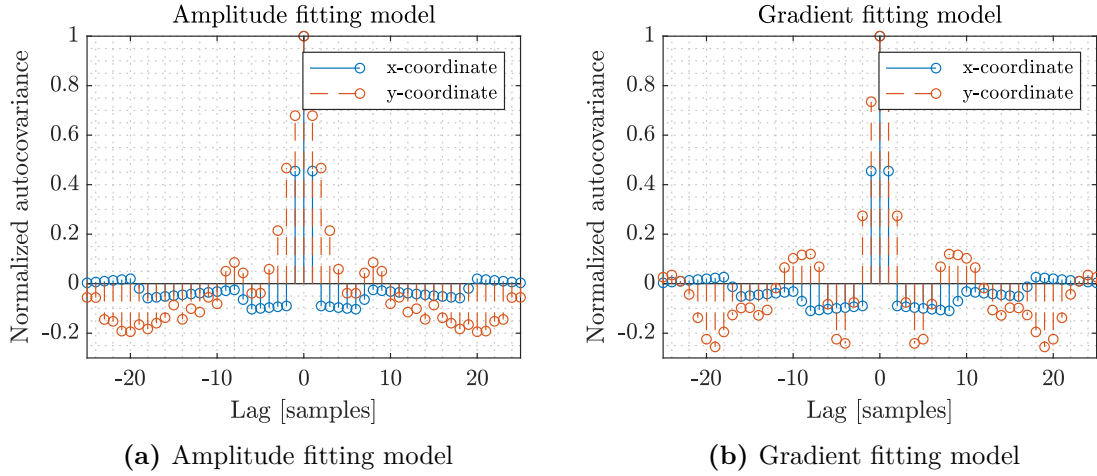 Amplitude fitting model
Normalized autocovariance
1
0.8
0.6
0.4
0.2
0
-0.2
x-coordinate
y-coordinate
-20
-10
0
10
20
Lag [samples]
(a) Amplitude fitting model
Gradient fitting model
Normalized autocovariance
1
0.8
0.6
0.4
0.2
0
-0.2
x-coordinate
y-coordinate
-20
-10
0
10
20
Lag [samples]
(b) Gradient fitting model